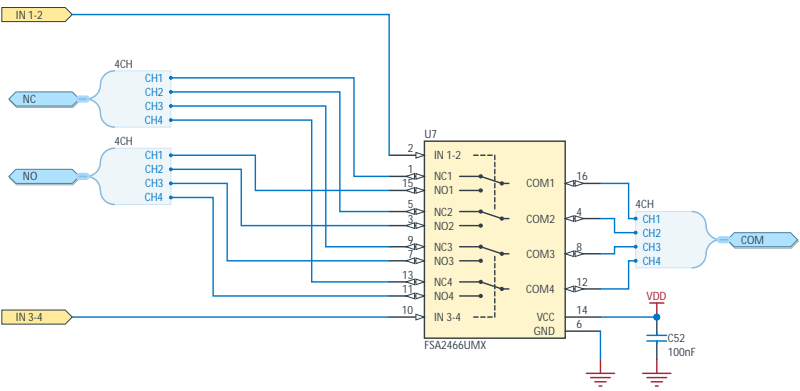 IN 1-2
4CH
CH1
CH2
CH3
CH4
NC
4CH
CH1
CH2
CH3
CH4
NO
IN 3-4
U7
2 IN 1-2
1 NC1 COM1 16
15 NO1
5 NC2 COM2 4
3 NO2
9 NC3 COM3 8
7 NO3
13 NC4 COM4 12
11 NO4
10 IN 3-4 VCC 14
GND 6
FSA2466UMX
4CH
CH1
CH2
CH3
CH4
COM
VDD
C52
100nF